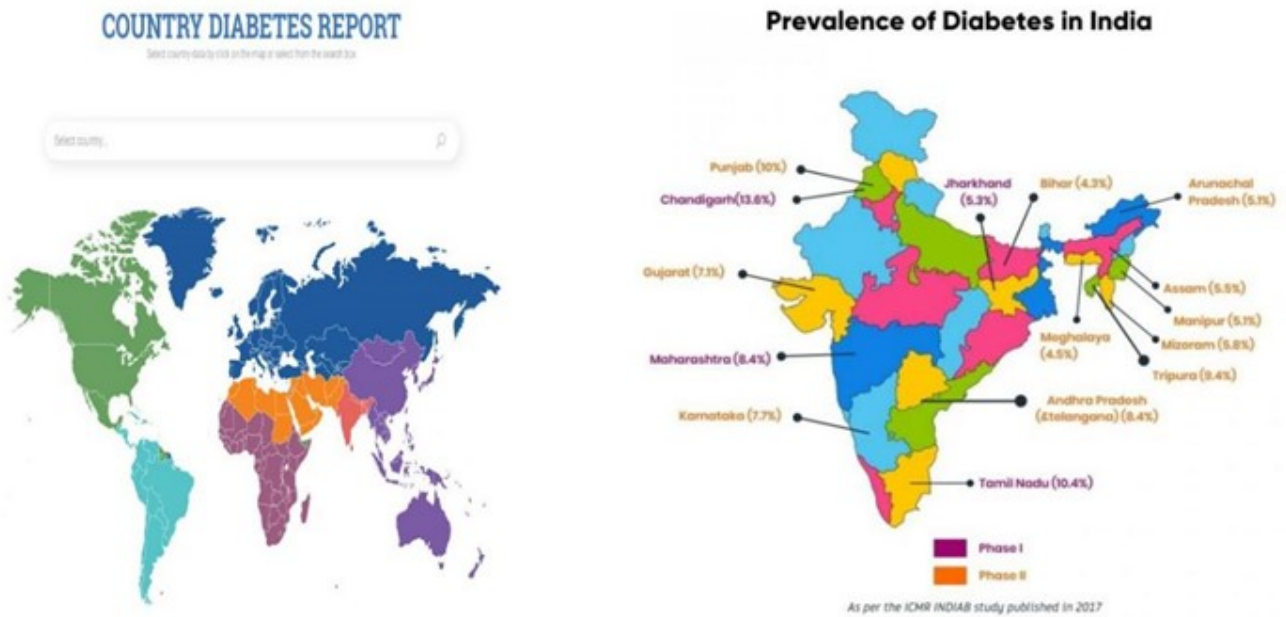 COUNTRY DIABETES REPORT
Select country data by click on the map or select from the search box
Select country...
Prevalence of Diabetes in India
Punjab (10%)
Chandigarh(13.6%)
Jharkhand
(5.3%)
Bihar (4.3%)
Arunachal
Pradesh (5.1%)
Gujarat (7.1%)
Assam (5.5%)
Manipur (5.1%)
Meghalaya
(4.5%)
Mizoram (5.8%)
Maharashtra (8.4%)
Tripura (9.4%)
Karnataka (7.7%)
Andhra Pradesh
(&telangana) (8.4%)
Tamil Nadu (10.4%)
Phase I
Phase II
As per the ICMR INDIAB study published in 2017